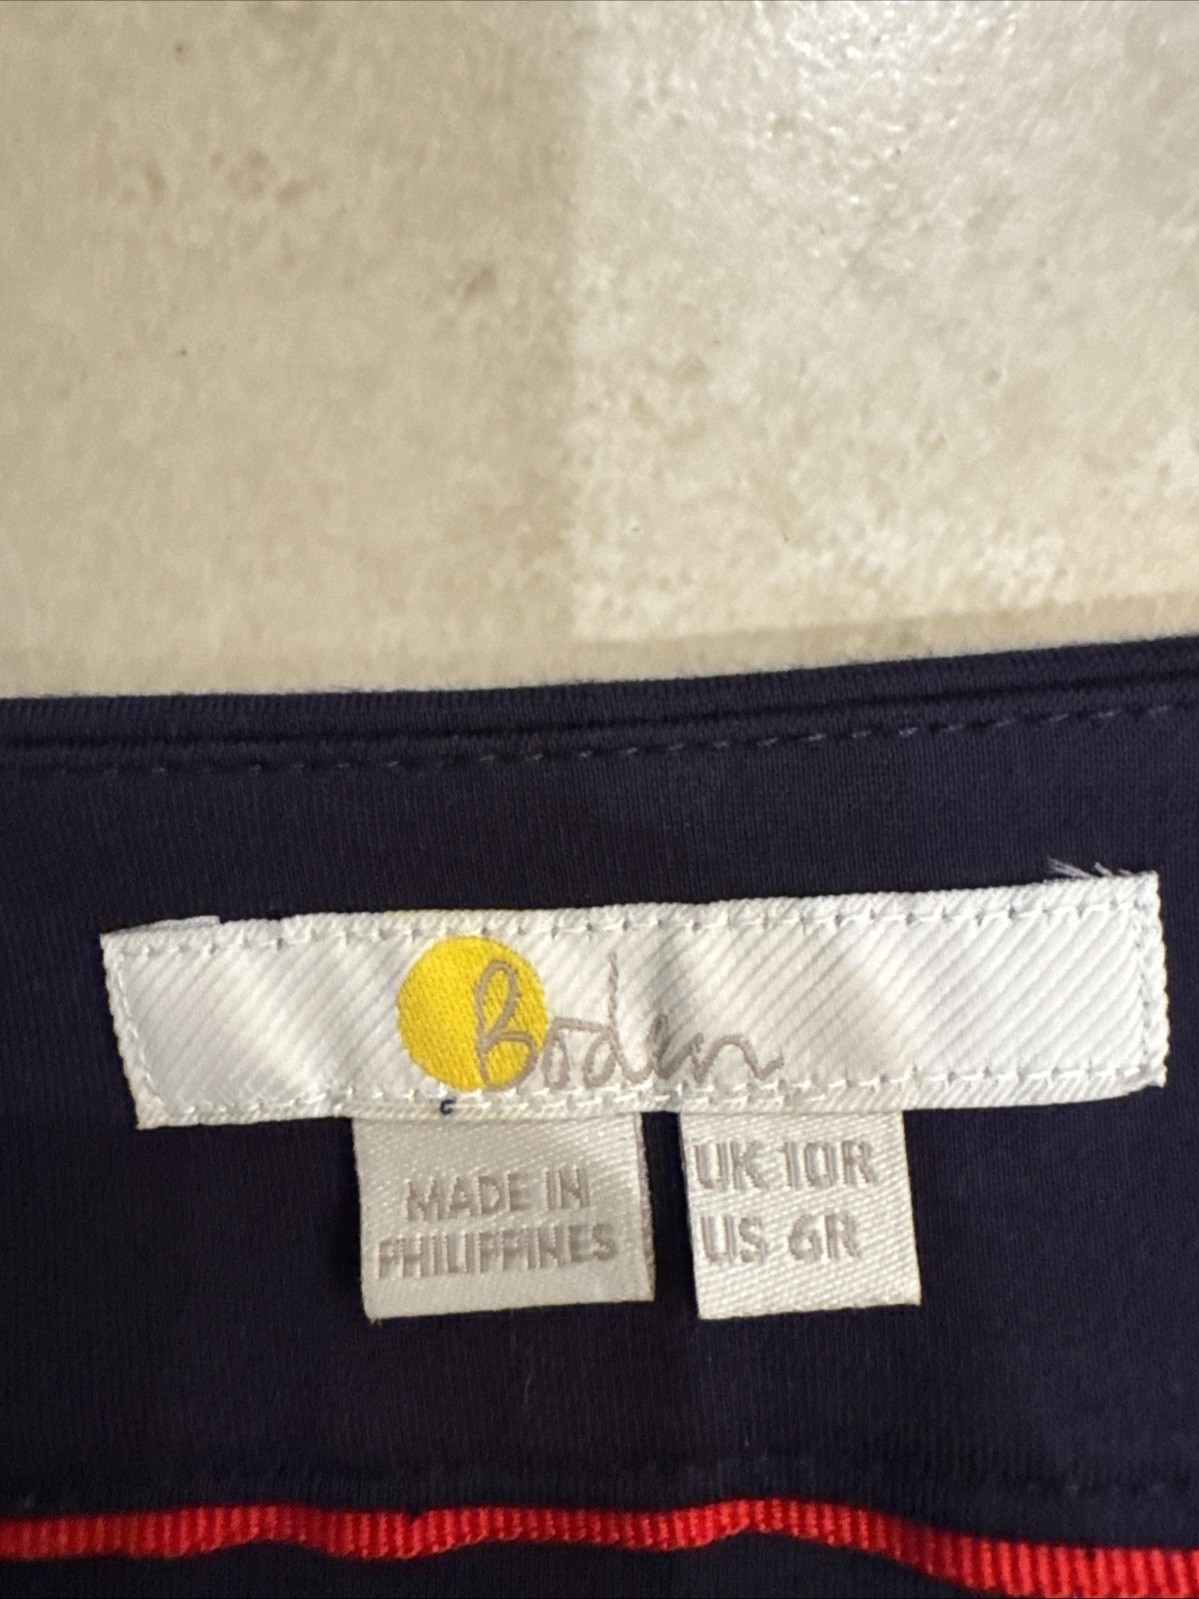 Boden
MADE IN
PHILIPPINES
UK 10R
US 6R